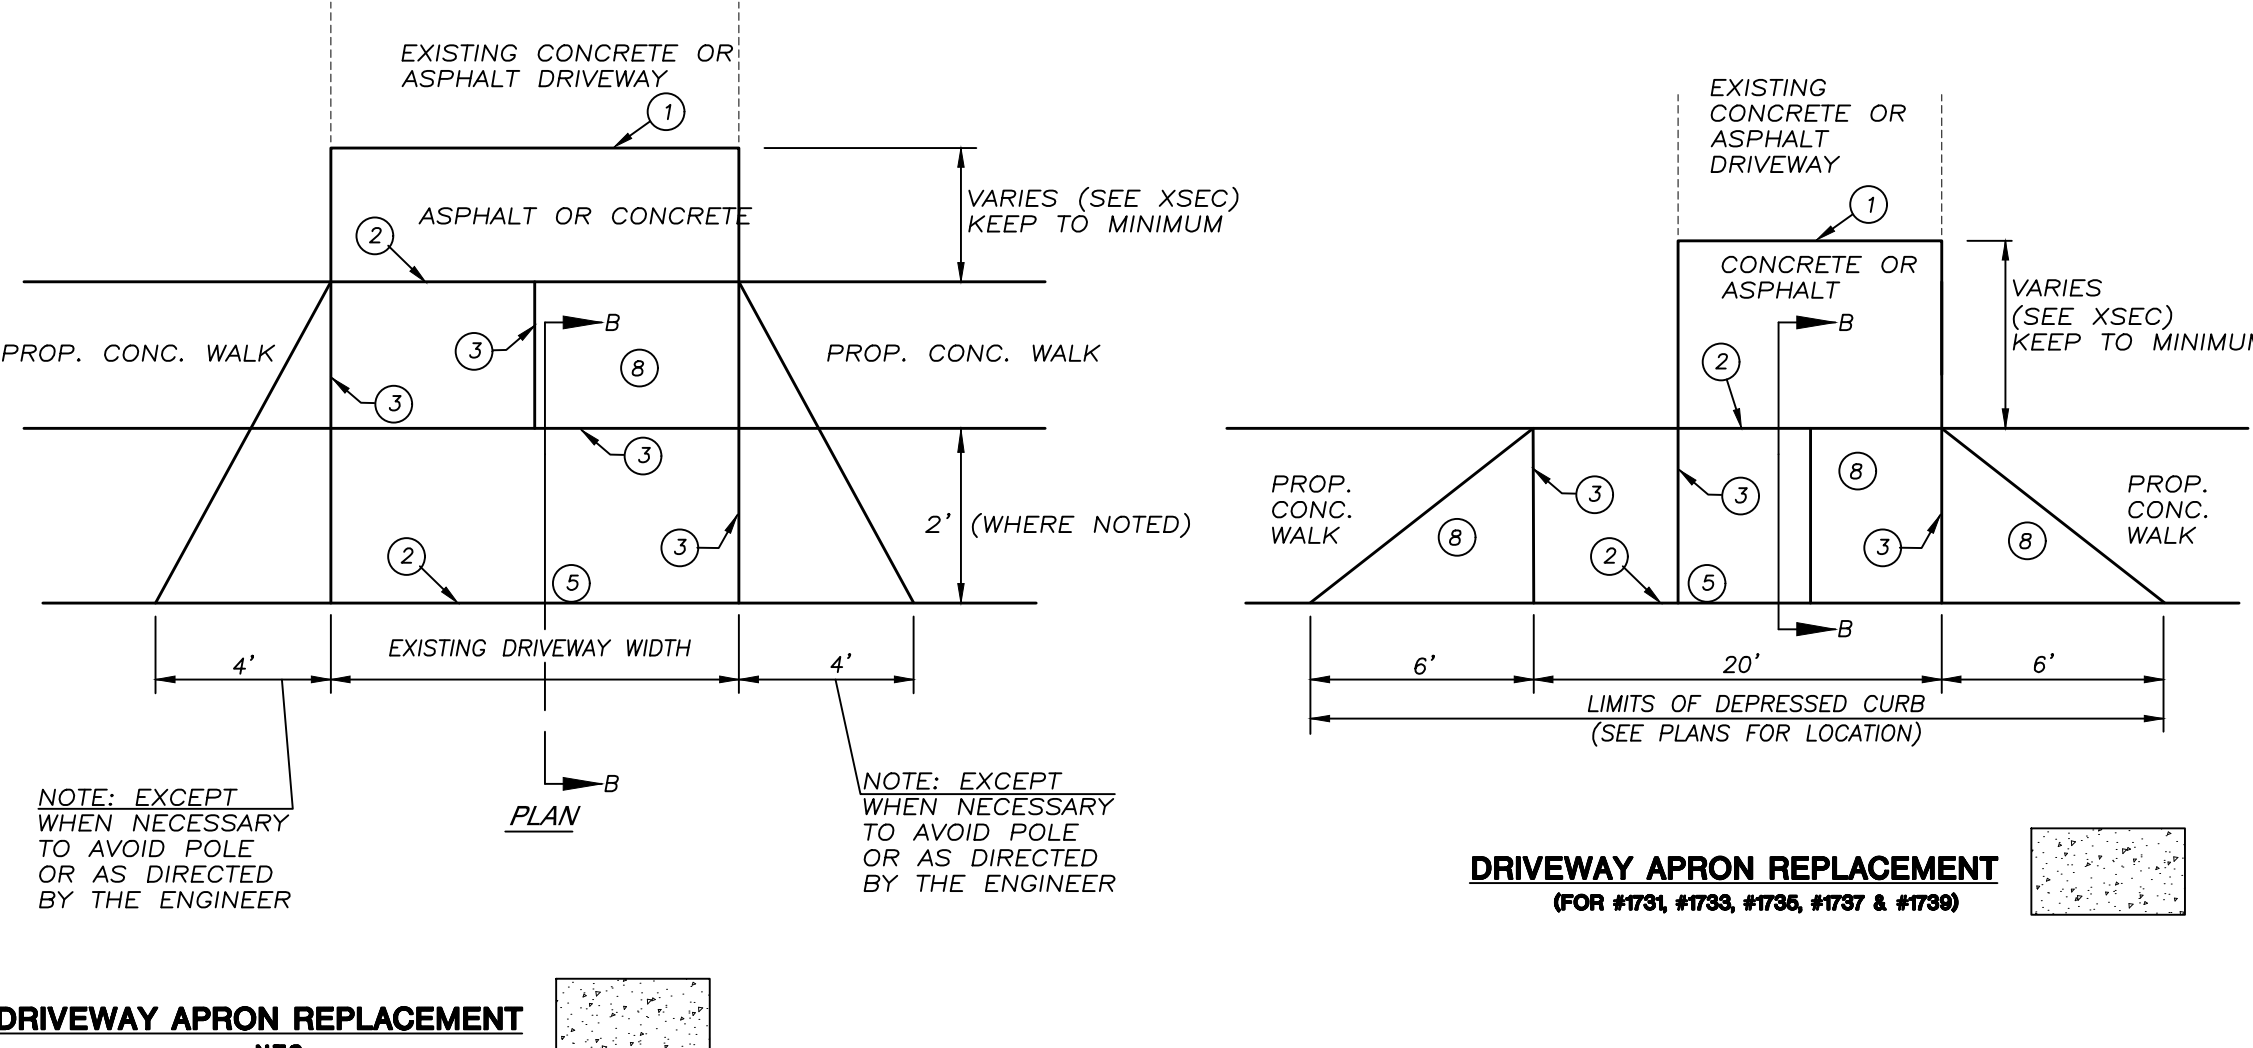 EXISTING CONCRETE OR
ASPHALT DRIVEWAY
1
ASPHALT OR CONCRETE
2
VARIES (SEE XSEC)
KEEP TO MINIMUM
PROP. CONC. WALK
3
3
B
8
PROP. CONC. WALK
3
2' (WHERE NOTED)
3
2
5
EXISTING DRIVEWAY WIDTH
4'
4'
B
PLAN
NOTE: EXCEPT
WHEN NECESSARY
TO AVOID POLE
OR AS DIRECTED
BY THE ENGINEER
NOTE: EXCEPT
WHEN NECESSARY
TO AVOID POLE
OR AS DIRECTED
BY THE ENGINEER
DRIVEWAY APRON REPLACEMENT
EXISTING
CONCRETE OR
ASPHALT
DRIVEWAY
1
CONCRETE OR
ASPHALT
VARIES
(SEE XSEC)
KEEP TO MINIMUM
B
2
8
PROP.
CONC.
WALK
3
3
PROP.
CONC.
WALK
8
3
8
2
5
B
6'
20'
6'
LIMITS OF DEPRESSED CURB
(SEE PLANS FOR LOCATION)
DRIVEWAY APRON REPLACEMENT
(FOR #1731, #1733, #1735, #1737 & #1739)